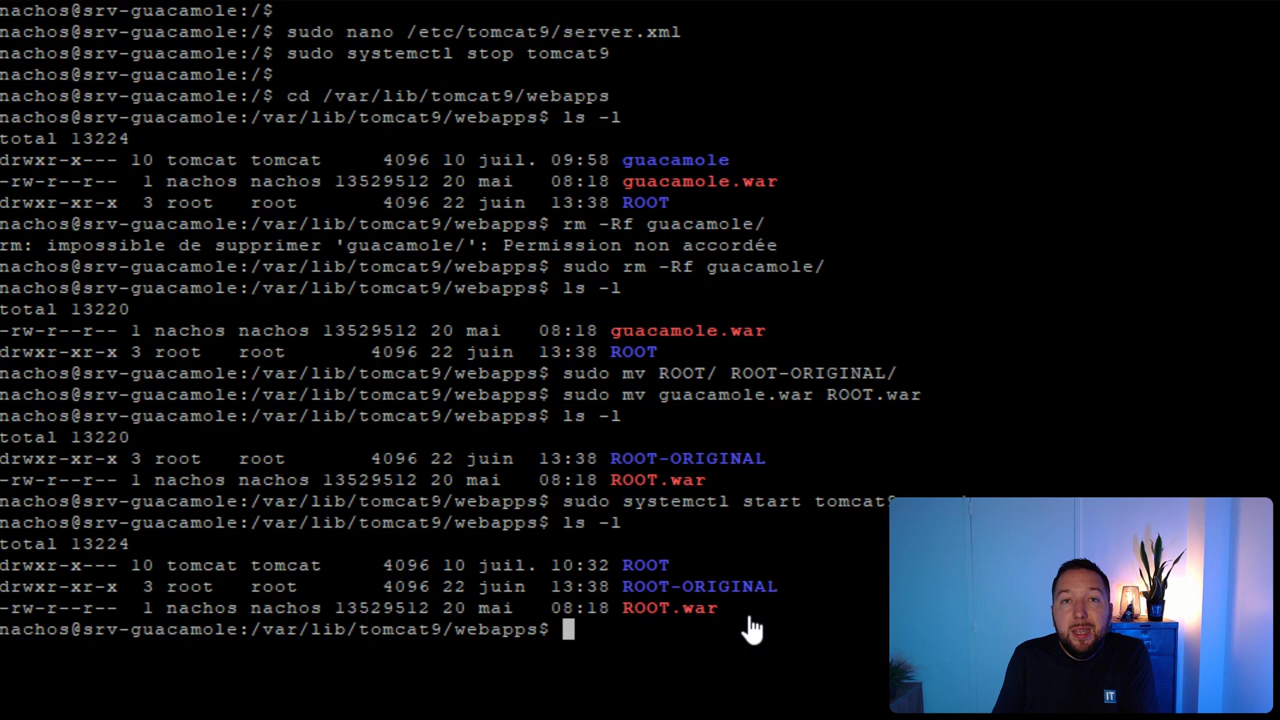 nachos@srv-guacamole:/$
nachos@srv-guacamole:/$ sudo nano /etc/tomcat9/server.xml
nachos@srv-guacamole:/$ sudo systemctl stop tomcat9
nachos@srv-guacamole:/$
nachos@srv-guacamole:/$ cd /var/lib/tomcat9/webapps
nachos@srv-guacamole:/var/lib/tomcat9/webapps$ ls -l
total 13224
drwxr-x--- 10 tomcat tomcat 4096 10 juil. 09:58 guacamole
-rw-r--r-- 1 nachos nachos 13529512 20 mai 08:18 guacamole.war
drwxr-xr-x 3 root root 4096 22 juin 13:38 ROOT
nachos@srv-guacamole:/var/lib/tomcat9/webapps$ rm -Rf guacamole/
rm: impossible de supprimer 'guacamole/': Permission non accordée
nachos@srv-guacamole:/var/lib/tomcat9/webapps$ sudo rm -Rf guacamole/
nachos@srv-guacamole:/var/lib/tomcat9/webapps$ ls -l
total 13220
-rw-r--r-- 1 nachos nachos 13529512 20 mai 08:18 guacamole.war
drwxr-xr-x 3 root root 4096 22 juin 13:38 ROOT
nachos@srv-guacamole:/var/lib/tomcat9/webapps$ sudo mv ROOT/ ROOT-ORIGINAL/
nachos@srv-guacamole:/var/lib/tomcat9/webapps$ sudo mv guacamole.war ROOT.war
nachos@srv-guacamole:/var/lib/tomcat9/webapps$ ls -l
total 13220
drwxr-xr-x 3 root root 4096 22 juin 13:38 ROOT-ORIGINAL
-rw-r--r-- 1 nachos nachos 13529512 20 mai 08:18 ROOT.war
nachos@srv-guacamole:/var/lib/tomcat9/webapps$ sudo systemctl start
nachos@srv-guacamole:/var/lib/tomcat9/webapps$ ls -l
total 13224
drwxr-xr-x 10 tomcat tomcat 4096 10 juil. 10:32 ROOT
drwxr-xr-x 3 root root 4096 22 juin 13:38 ROOT-ORIGINAL
-rw-r--r-- 1 nachos nachos 13529512 20 mai 08:18 ROOT.war
nachos@srv-guacamole:/var/lib/tomcat9/webapps$
IT